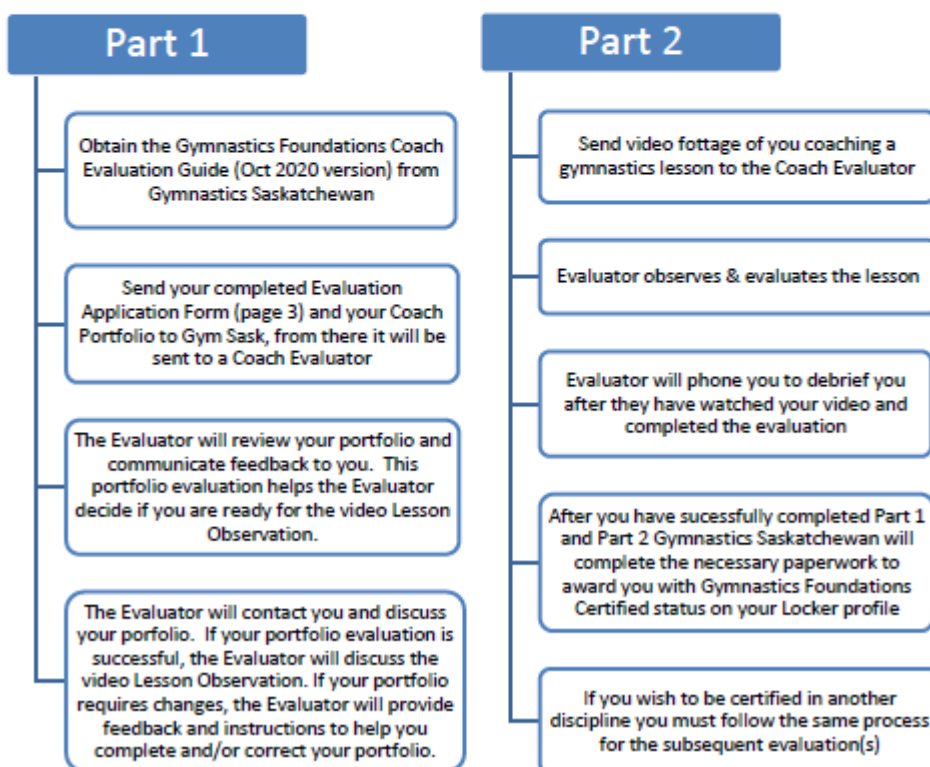 Part 1
Obtain the Gymnastics Foundations Coach
Evaluation Guide (Oct 2020 version) from
Gymnastics Saskatchewan
Send your completed Evaluation
Application Form (page 3) and your Coach
Portfolio to Gym Sask, from there it will be
sent to a Coach Evaluator
The Evaluator will review your portfolio and
communicate feedback to you.  This
portfolio evaluation helps the Evaluator
decide if you are ready for the video Lesson
Observation.
The Evaluator will contact you and discuss
your porfolio.  If your portfolio evaluation is
successful, the Evaluator will discuss the
video Lesson Observation. If your portfolio
requires changes, the Evaluator will provide
feedback and instructions to help you
complete and/or correct your portfolio.
Part 2
Send video fottage of you coaching a
gymnastics lesson to the Coach Evaluator
Evaluator observes & evaluates the lesson
Evaluator will phone you to debrief you
after they have watched your video and
completed the evaluation
After you have sucessfully completed Part 1
and Part 2 Gymnastics Saskatchewan will
complete the necessary paperwork to
award you with Gymnastics Foundations
Certified status on your Locker profile
If you wish to be certified in another
discipline you must follow the same process
for the subsequent evaluation(s)